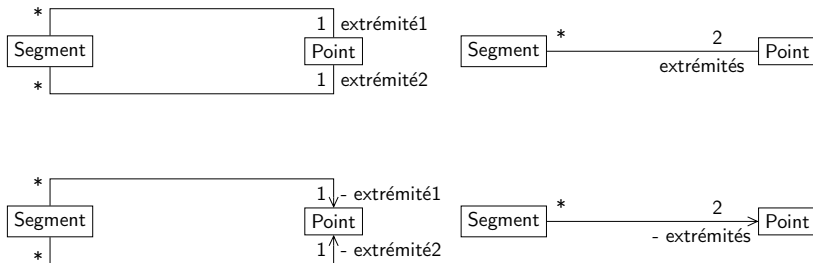 * 1 extrémité1
Segment Point
* 1 extrémité2
Segment * 2 Point
extrémités
* 1 - extrémité1
Segment Point
* 1 - extrémité2
Segment * 2 Point
- extrémités